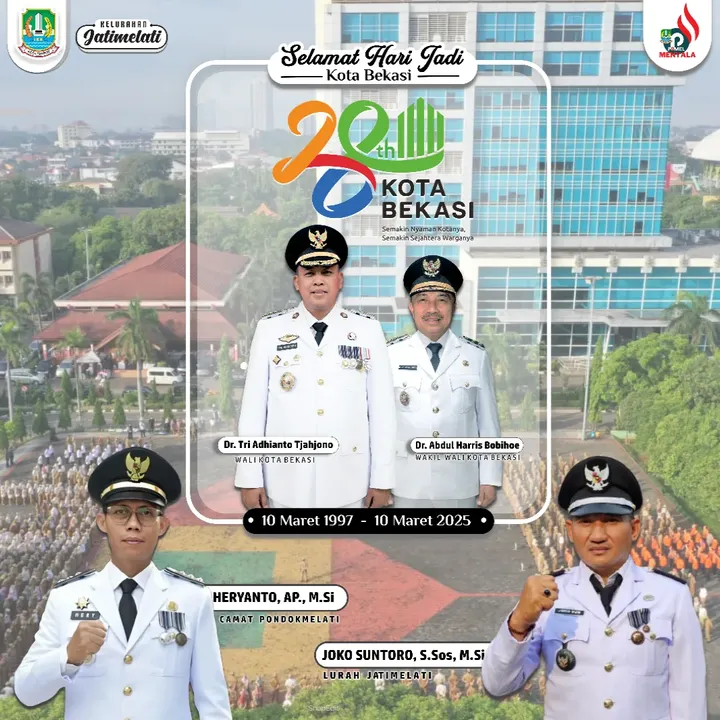 KELURAHAN
Jatimelati
MERTALA
Selamat Hari Jadi
Kota Bekasi
28th
KOTA
BEKASI
Semakin Nyaman Kotanya,
Semakin Sejahtera Warganya
Dr. Tri Adhianto Tjahjono
WALI KOTA BEKASI
Dr. Abdul Harris Bobihoe
WAKIL WALI KOTA BEKASI
10 Maret 1997 - 10 Maret 2025
HERYANTO, AP., M.Si
CAMAT PONDOKMELATI
HERY
JOKO SUNTORO, S.Sos, M.Si
LURAH JATIMELATI